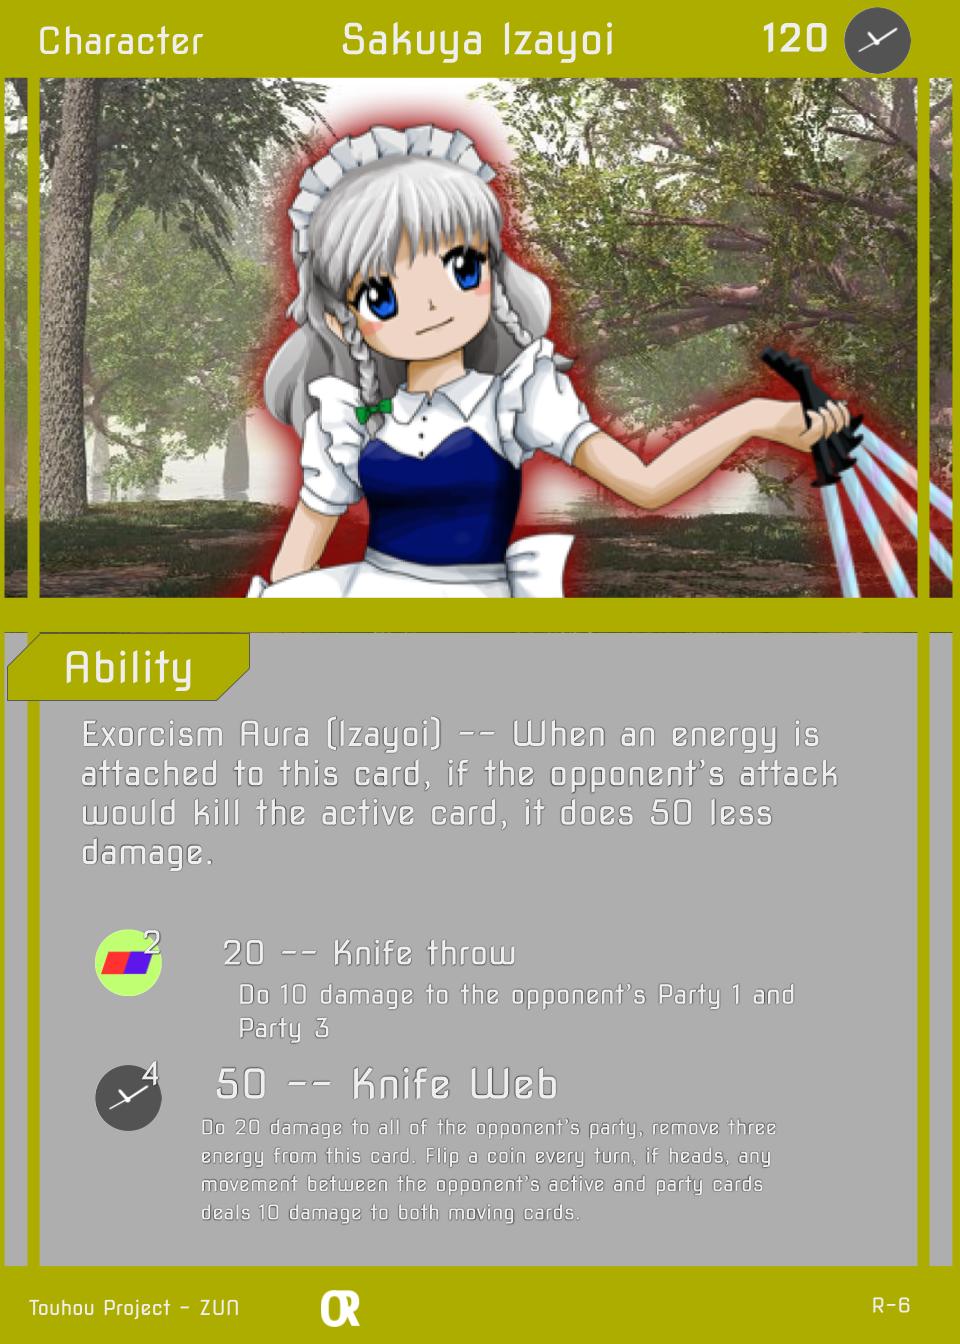 Character Sakuya Izayoi 120
Ability
Exorcism Aura (Izayoi) -- When an energy is
attached to this card, if the opponent's attack
would kill the active card, it does 50 less
damage.
2
20 -- Knife throw
Do 10 damage to the opponent's Party 1 and
Party 3
4
50 -- Knife Web
Do 20 damage to all of the opponent's party, remove three
energy from this card. Flip a coin every turn, if heads, any
movement between the opponent's active and party cards
deals 10 damage to both moving cards.
Touhou Project - ZUN OR R-6